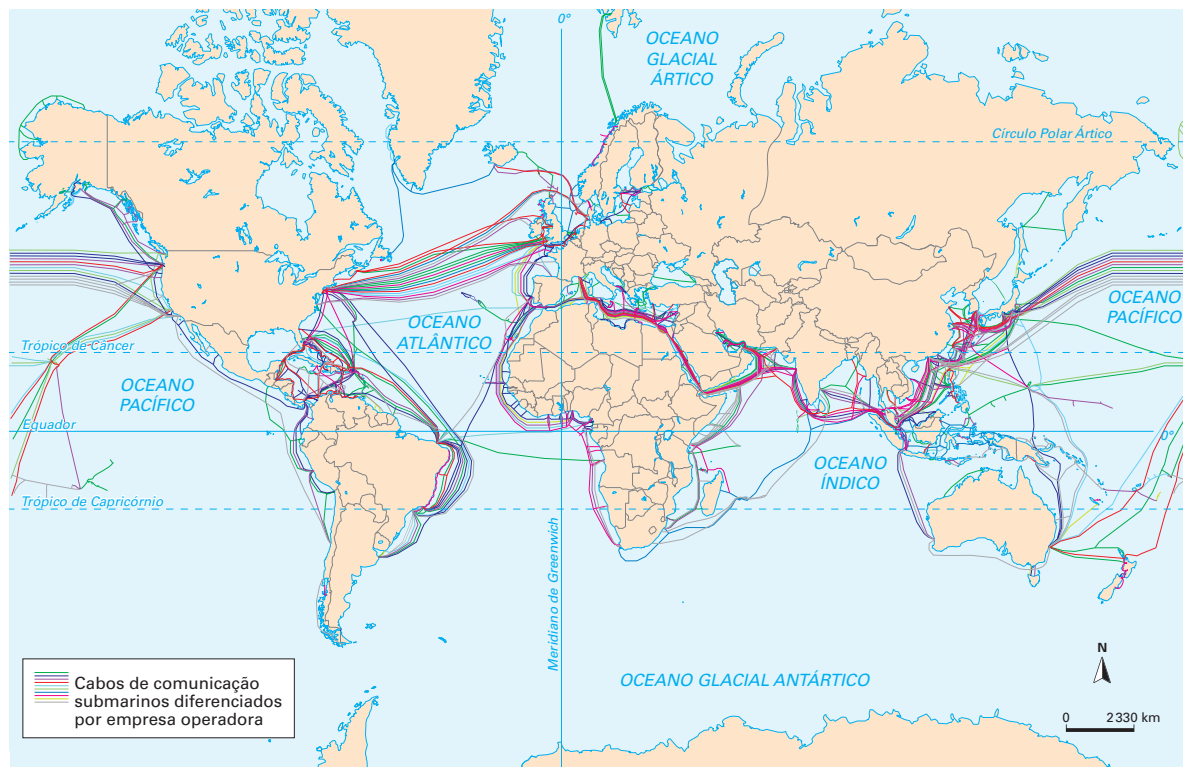 0°
OCEANO
GLACIAL
ÁRTICO
Círculo Polar Ártico
OCEANO
PACÍFICO
OCEANO
ATLÂNTICO
Trópico de Câncer
OCEANO
PACÍFICO
Equador
0°
OCEANO
ÍNDICO
Trópico de Capricórnio
Meridiano de Greenwich
N
OCEANO GLACIAL ANTÁRTICO
Cabos de comunicação
submarinos diferenciados
por empresa operadora
0 2 330 km